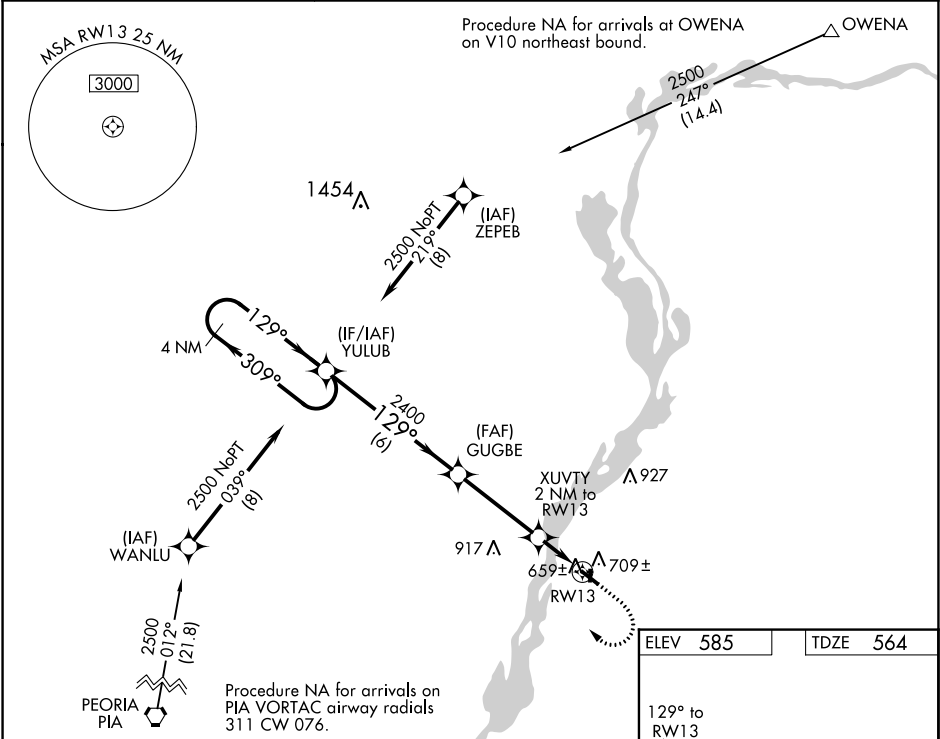 MSA RW13 25 NM
3000
Procedure NA for arrivals at OWENA
on V10 northeast bound.
OWENA
2500
247°
(14.4)
1454
(IAF)
ZEPEB
2500 NoPT
219°
(8)
129°
4 NM
309°
(IF/IAF)
YULUB
2400
129°
(6)
(FAF)
GUGBE
XUVTY
2 NM to
RW13
927
2500 NoPT
039°
(8)
(IAF)
WANLU
917
659±
709±
RW13
2500
012°
(21.8)
PEORIA
PIA
Procedure NA for arrivals on
PIA VORTAC airway radials
311 CW 076.
ELEV 585
TDZE 564
129° to
RW13